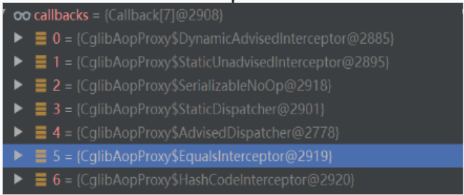 oo callbacks = {Callback[7]@2908}
0 = {CglibAopProxy$DynamicAdvisedInterceptor@2885}
1 = {CglibAopProxy$StaticUnadvisedInterceptor@2895}
2 = {CglibAopProxy$SerializableNoOp@2918}
3 = {CglibAopProxy$StaticDispatcher@2901}
4 = {CglibAopProxy$AdvisedDispatcher@2778}
5 = {CglibAopProxy$EqualsInterceptor@2919}
6 = {CglibAopProxy$HashCodeInterceptor@2920}